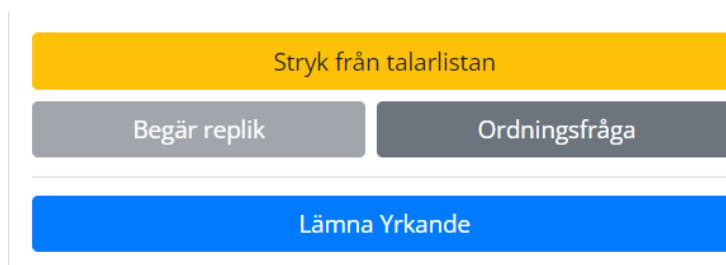 Stryk från talarlistan
Begär replik Ordningsfråga
Lämna Yrkande